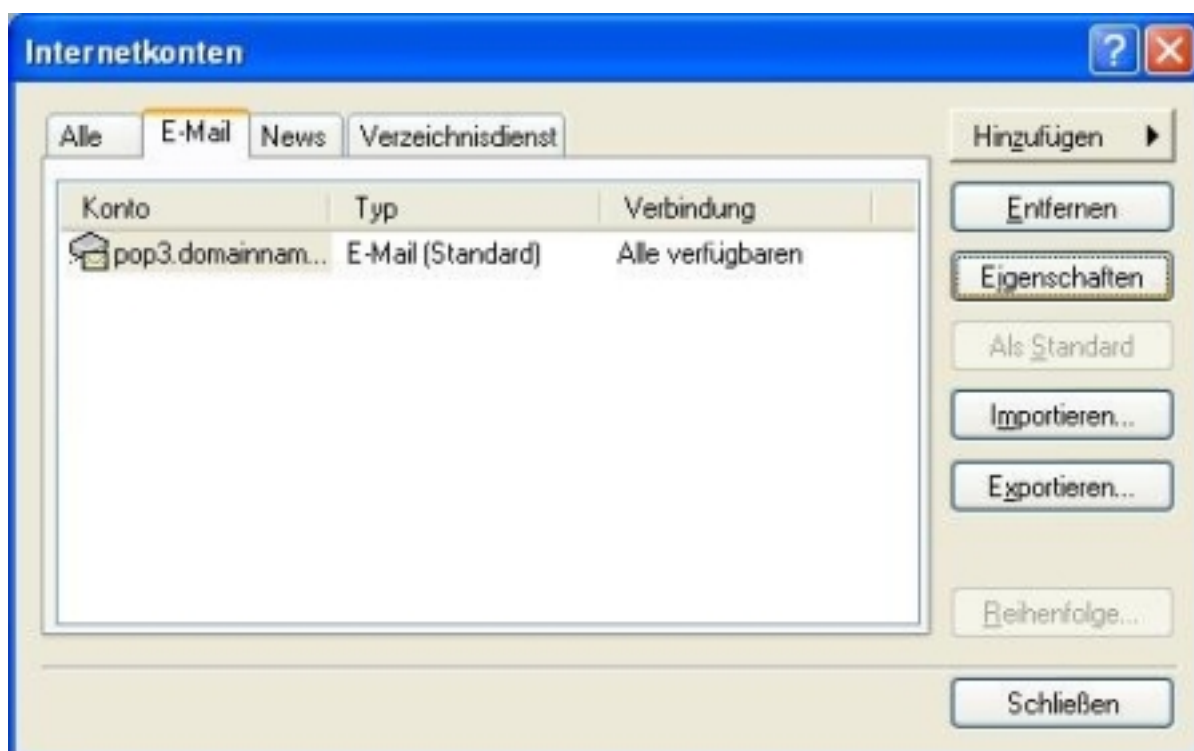 Internetkonten
Alle E-Mail News Verzeichnisdienst
Hinzufügen
Konto Typ Verbindung
Entfernen
pop3.domainnam... E-Mail (Standard) Alle verfügbaren
Eigenschaften
Als Standard
Importieren...
Exportieren...
Reihenfolge...
Schließen